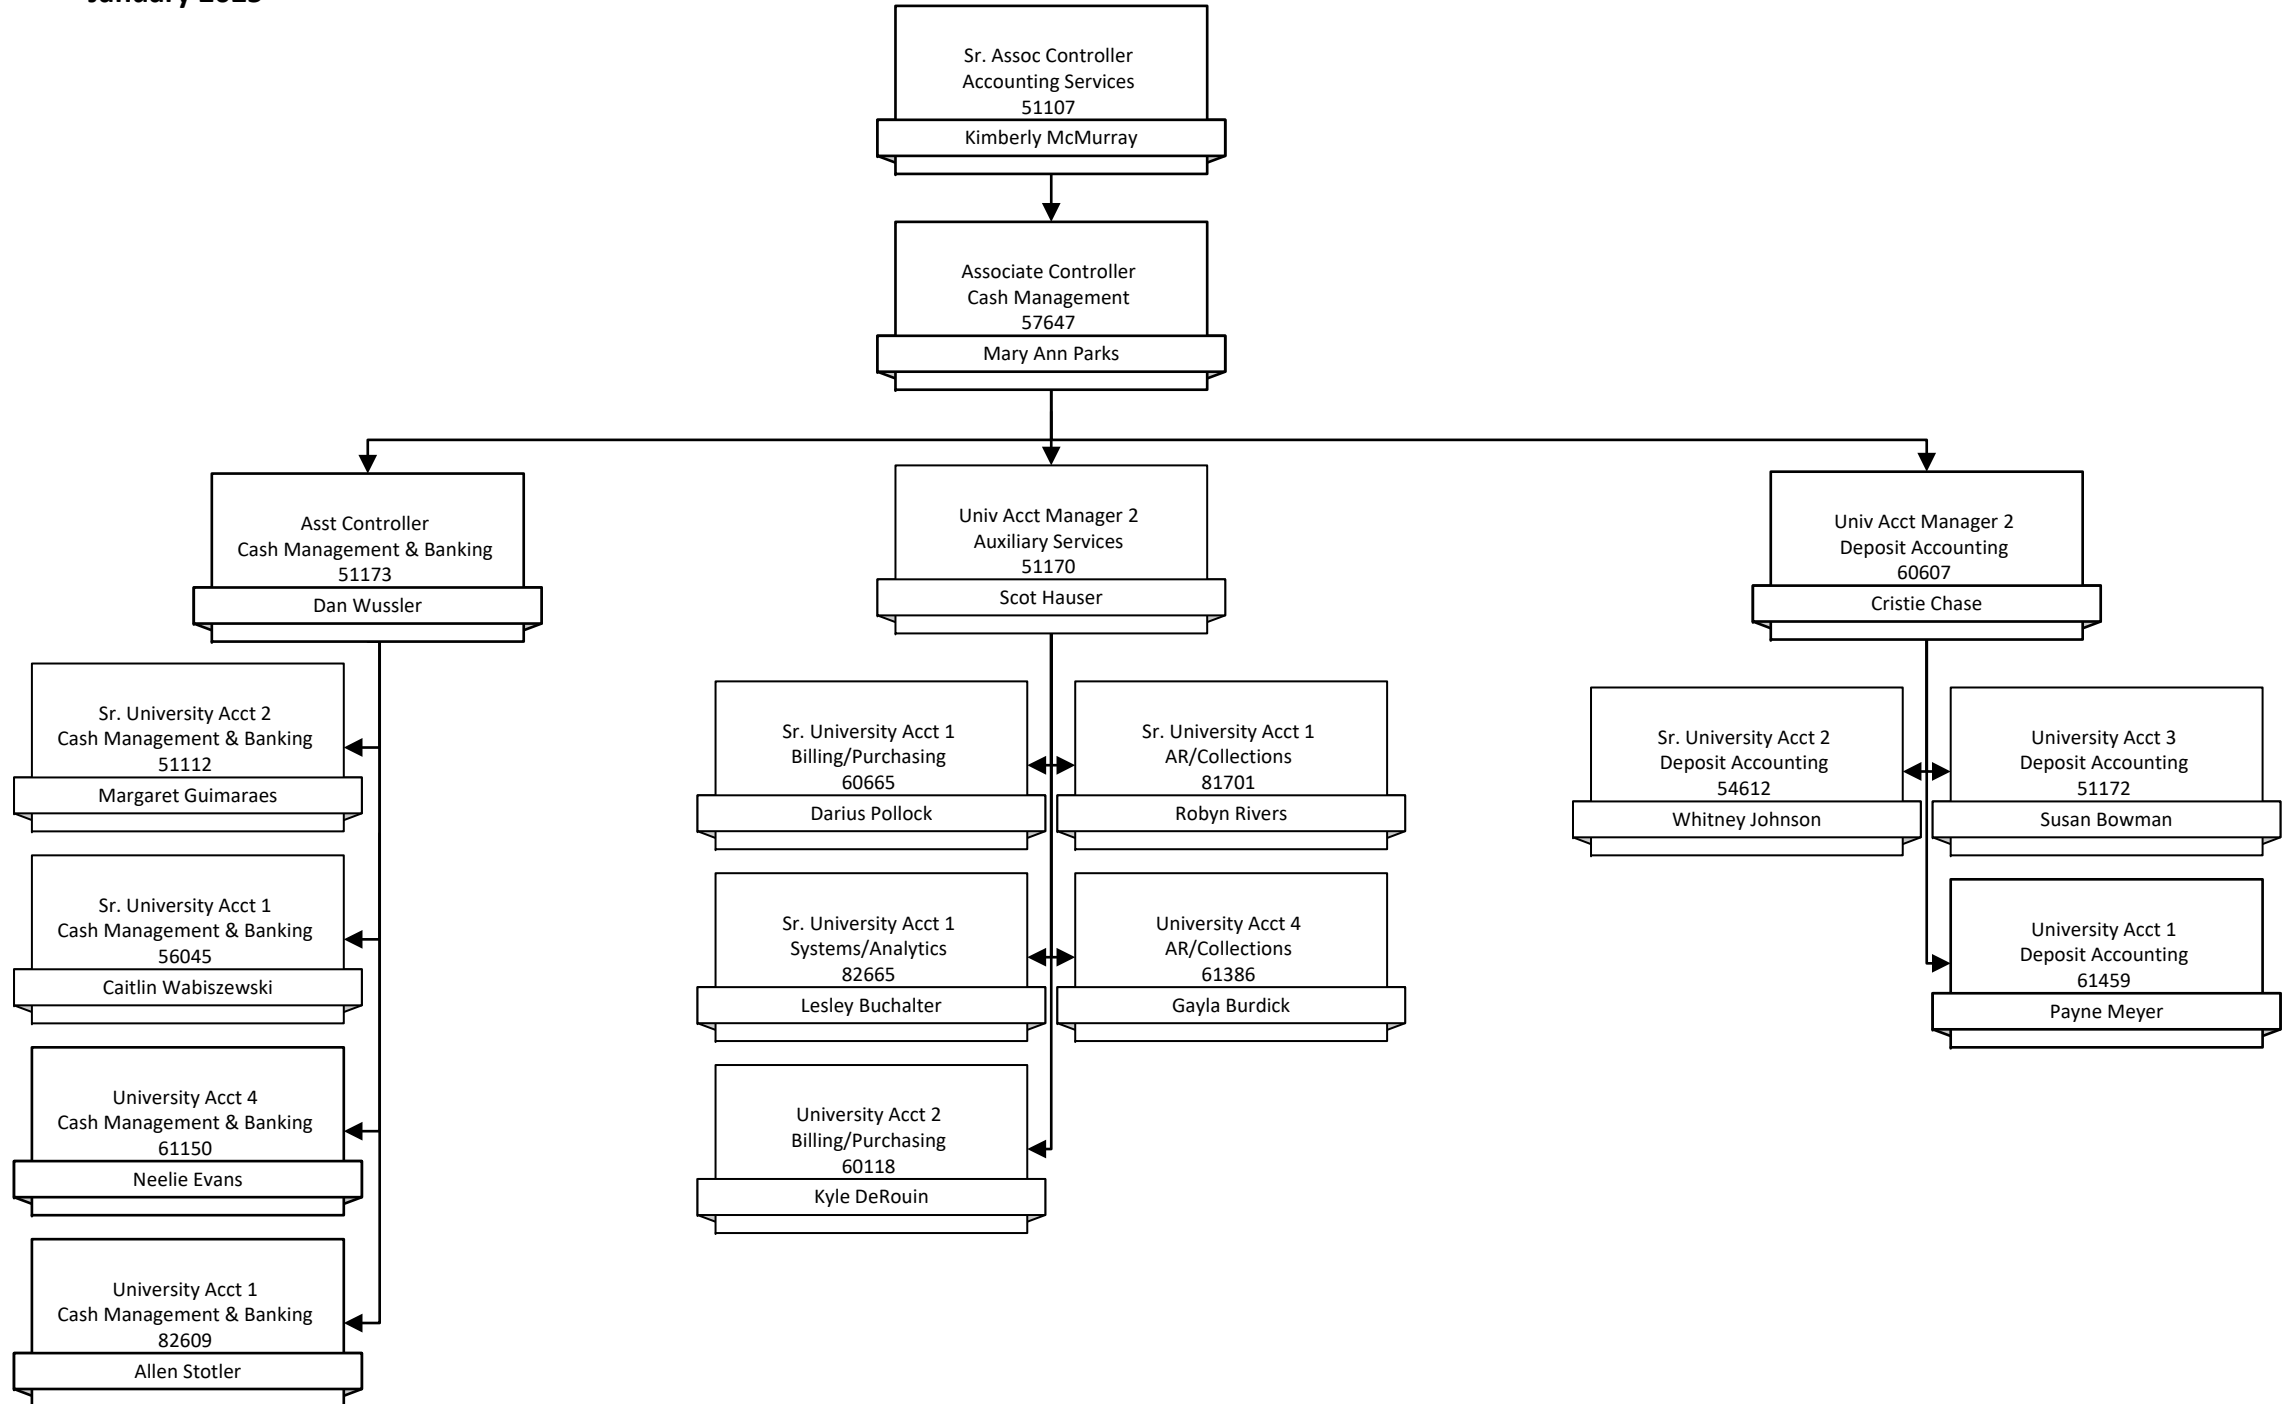 Sr. Assoc Controller
Accounting Services
51107
Kimberly McMurray
Associate Controller
Cash Management
57647
Mary Ann Parks
Asst Controller
Cash Management & Banking
51173
Dan Wussler
Univ Acct Manager 2
Auxiliary Services
51170
Scot Hauser
Univ Acct Manager 2
Deposit Accounting
60607
Cristie Chase
Sr. University Acct 2
Cash Management & Banking
51112
Margaret Guimaraes
Sr. University Acct 1
Cash Management & Banking
56045
Caitlin Wabiszewski
University Acct 4
Cash Management & Banking
61150
Neelie Evans
University Acct 1
Cash Management & Banking
82609
Allen Stotler
Sr. University Acct 1
Billing/Purchasing
60665
Darius Pollock
Sr. University Acct 1
AR/Collections
81701
Robyn Rivers
Sr. University Acct 1
Systems/Analytics
82665
Lesley Buchalter
University Acct 4
AR/Collections
61386
Gayla Burdick
University Acct 2
Billing/Purchasing
60118
Kyle DeRouin
Sr. University Acct 2
Deposit Accounting
54612
Whitney Johnson
University Acct 3
Deposit Accounting
51172
Susan Bowman
University Acct 1
Deposit Accounting
61459
Payne Meyer